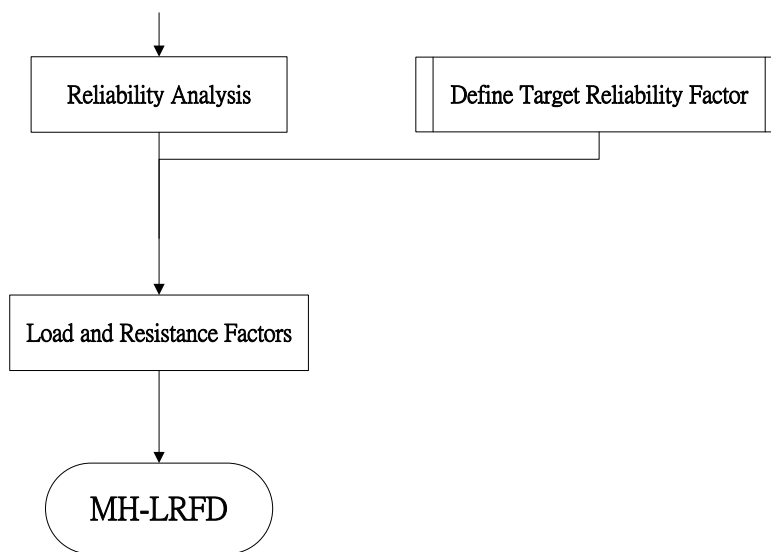 Reliability Analysis
Define Target Reliability Factor
Load and Resistance Factors
MH-LRFD